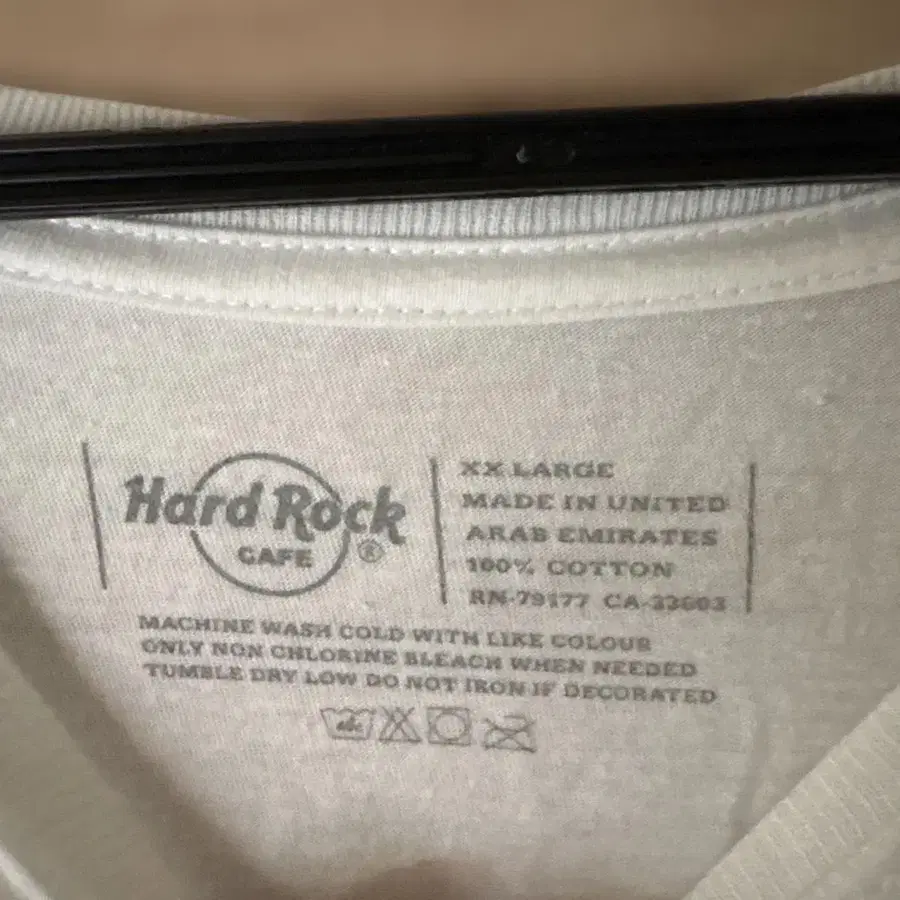 Hard Rock
CAFE ®
XX LARGE
MADE IN UNITED
ARAB EMIRATES
100% COTTON
RN-79177 CA-33603
MACHINE WASH COLD WITH LIKE COLOUR
ONLY NON CHLORINE BLEACH WHEN NEEDED
TUMBLE DRY LOW DO NOT IRON IF DECORATED